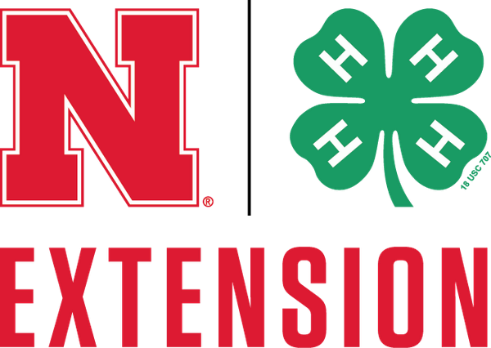 N®
H H
H H
18 USC 707
EXTENSION